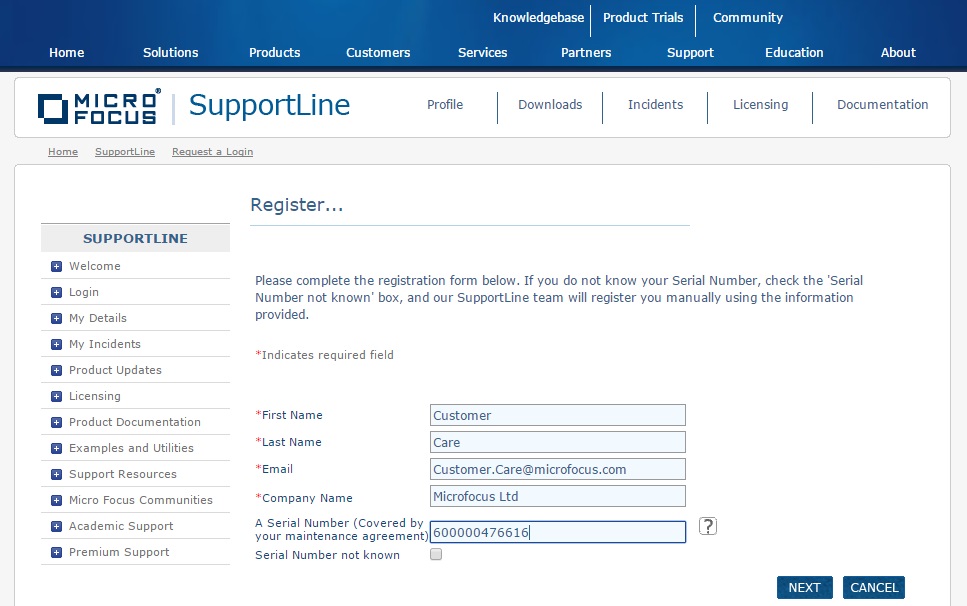 Knowledgebase Product Trials Community
Home Solutions Products Customers Services Partners Support Education About
MICRO FOCUS® SupportLine Profile Downloads Incidents Licensing Documentation
Home SupportLine Request a Login
Register...
SUPPORTLINE
Welcome
Login
My Details
My Incidents
Product Updates
Licensing
Product Documentation
Examples and Utilities
Support Resources
Micro Focus Communities
Academic Support
Premium Support
Please complete the registration form below. If you do not know your Serial Number, check the 'Serial
Number not known' box, and our SupportLine team will register you manually using the information
provided.
*Indicates required field
*First Name Customer
*Last Name Care
*Email Customer.Care@microfocus.com
*Company Name Microfocus Ltd
A Serial Number (Covered by
your maintenance agreement) 600000476616 ?
Serial Number not known
NEXT CANCEL